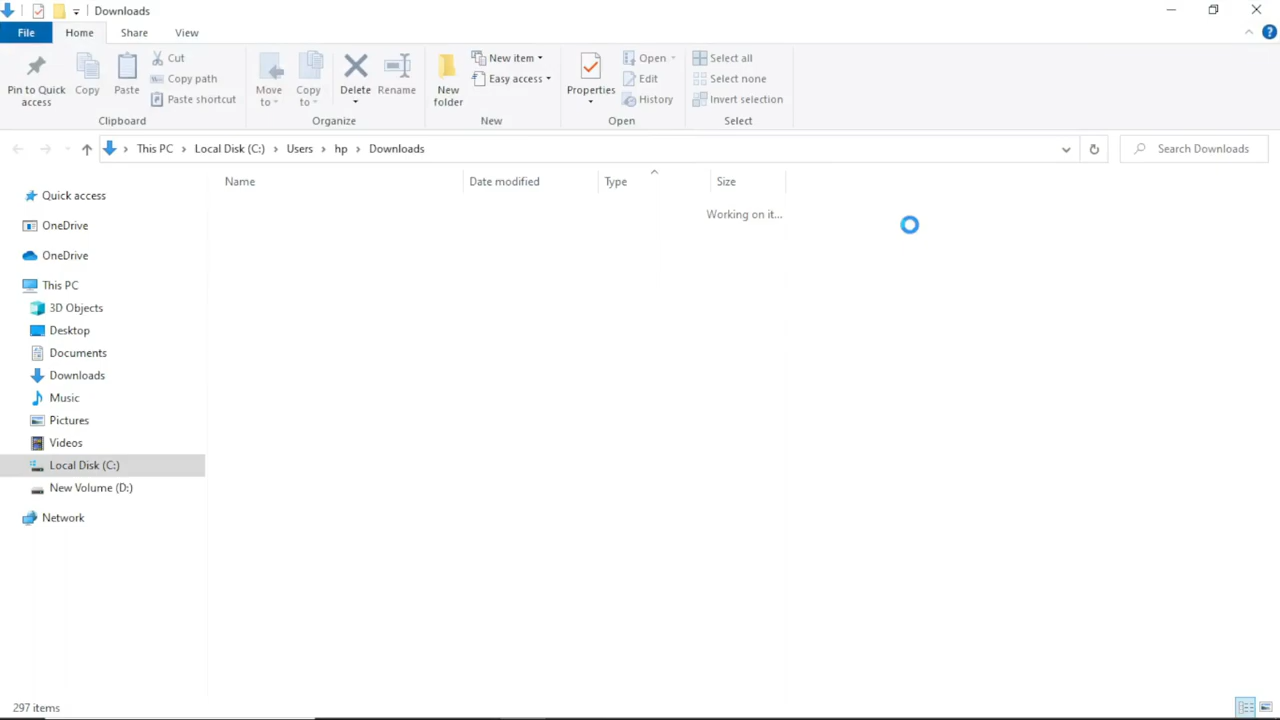 Downloads
File Home Share View
Pin to Quick access
Copy
Paste
Cut
Copy path
Paste shortcut
Clipboard
Move to
Copy to
Delete
Rename
Organize
New folder
New item
Easy access
New
Properties
Open
Edit
History
Open
Select all
Select none
Invert selection
Select
This PC Local Disk (C:) Users hp Downloads
Search Downloads
Name Date modified Type Size
Working on it...
Quick access
OneDrive
OneDrive
This PC
3D Objects
Desktop
Documents
Downloads
Music
Pictures
Videos
Local Disk (C:)
New Volume (D:)
Network
297 items